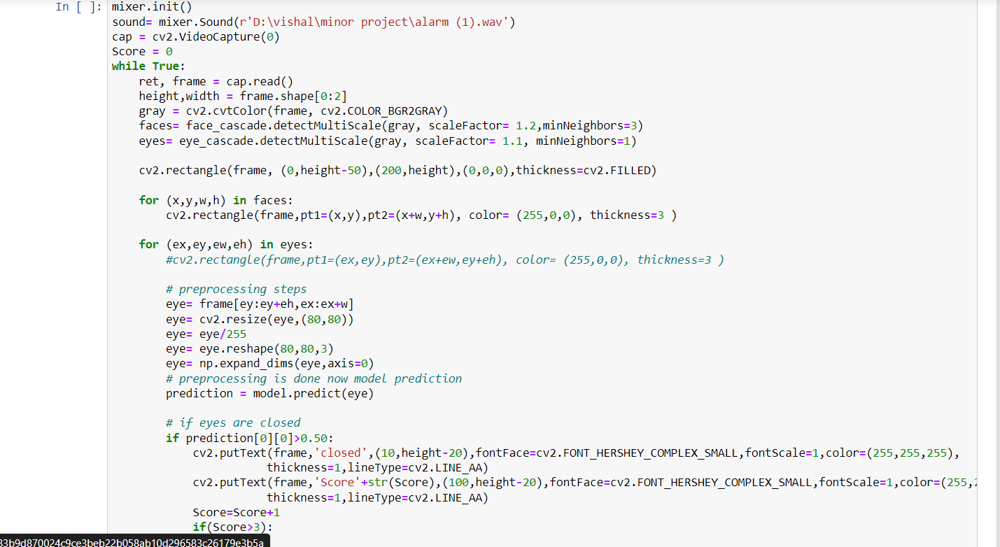 In [ ]: mixer.init()
sound= mixer.Sound(r'D:\vishal\minor project\alarm (1).wav')
cap = cv2.VideoCapture(0)
Score = 0
while True:
    ret, frame = cap.read()
    height,width = frame.shape[0:2]
    gray = cv2.cvtColor(frame, cv2.COLOR_BGR2GRAY)
    faces= face_cascade.detectMultiScale(gray, scaleFactor= 1.2,minNeighbors=3)
    eyes= eye_cascade.detectMultiScale(gray, scaleFactor= 1.1, minNeighbors=1)
    cv2.rectangle(frame, (0,height-50),(200,height),(0,0,0),thickness=cv2.FILLED)
    for (x,y,w,h) in faces:
        cv2.rectangle(frame,pt1=(x,y),pt2=(x+w,y+h), color= (255,0,0), thickness=3 )
    for (ex,ey,ew,eh) in eyes:
        #cv2.rectangle(frame,pt1=(ex,ey),pt2=(ex+ew,ey+eh), color= (255,0,0), thickness=3 )
        # preprocessing steps
        eye= frame[ey:ey+eh,ex:ex+w]
        eye= cv2.resize(eye,(80,80))
        eye= eye/255
        eye= eye.reshape(80,80,3)
        eye= np.expand_dims(eye,axis=0)
        # preprocessing is done now model prediction
        prediction = model.predict(eye)
        # if eyes are closed
        if prediction[0][0]>0.50:
            cv2.putText(frame,'closed',(10,height-20),fontFace=cv2.FONT_HERSHEY_COMPLEX_SMALL,fontScale=1,color=(255,255,255),
                       thickness=1,lineType=cv2.LINE_AA)
            cv2.putText(frame,'Score'+str(Score),(100,height-20),fontFace=cv2.FONT_HERSHEY_COMPLEX_SMALL,fontScale=1,color=(255,
                       thickness=1,lineType=cv2.LINE_AA)
            Score=Score+1
            if(Score>3):
33b9d870024c9ce3beb22b058ab10d296583c26179e3b5a